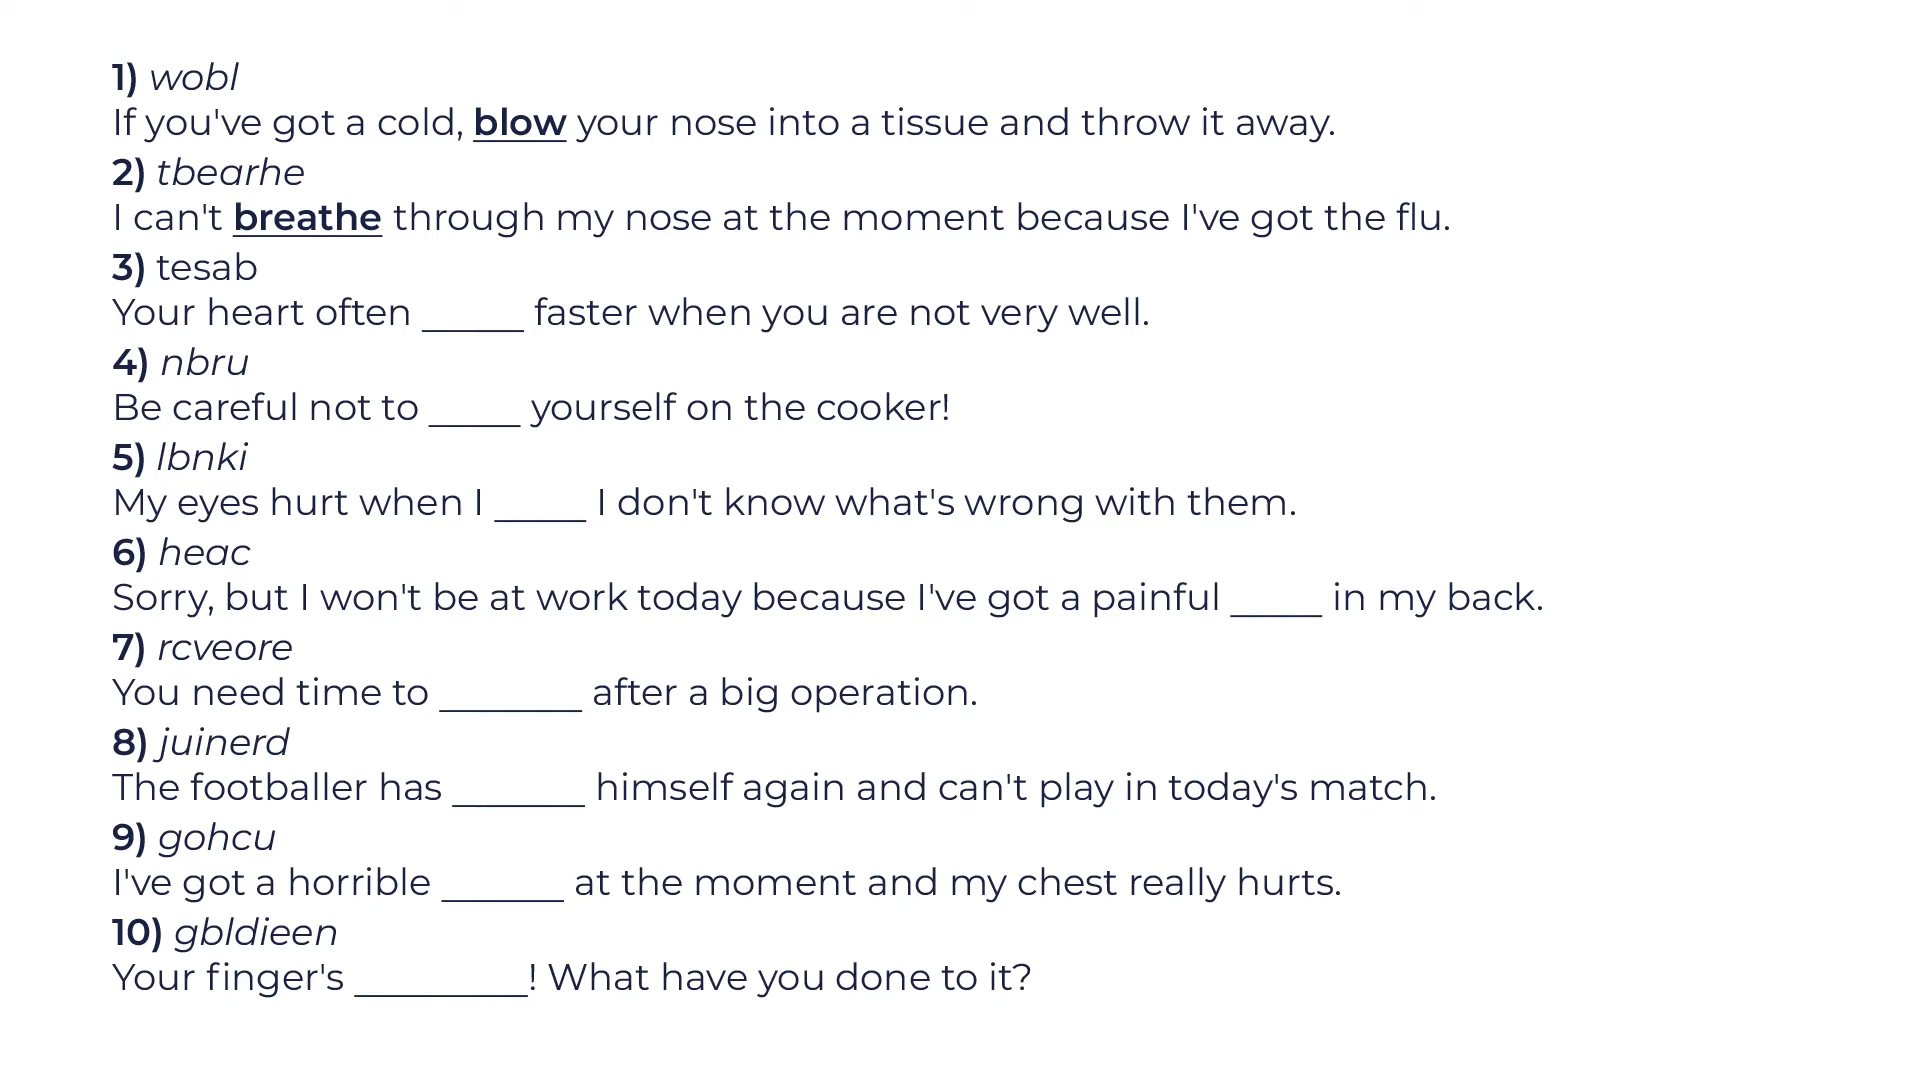 1) wobl
If you've got a cold, blow your nose into a tissue and throw it away.
2) tbearhe
I can't breathe through my nose at the moment because I've got the flu.
3) tesab
Your heart often _____ faster when you are not very well.
4) nbru
Be careful not to _____ yourself on the cooker!
5) lbnki
My eyes hurt when I _____ I don't know what's wrong with them.
6) heac
Sorry, but I won't be at work today because I've got a painful _____ in my back.
7) rcveore
You need time to _______ after a big operation.
8) juinerd
The footballer has _______ himself again and can't play in today's match.
9) gohcu
I've got a horrible ______ at the moment and my chest really hurts.
10) gbldieen
Your finger's _________! What have you done to it?